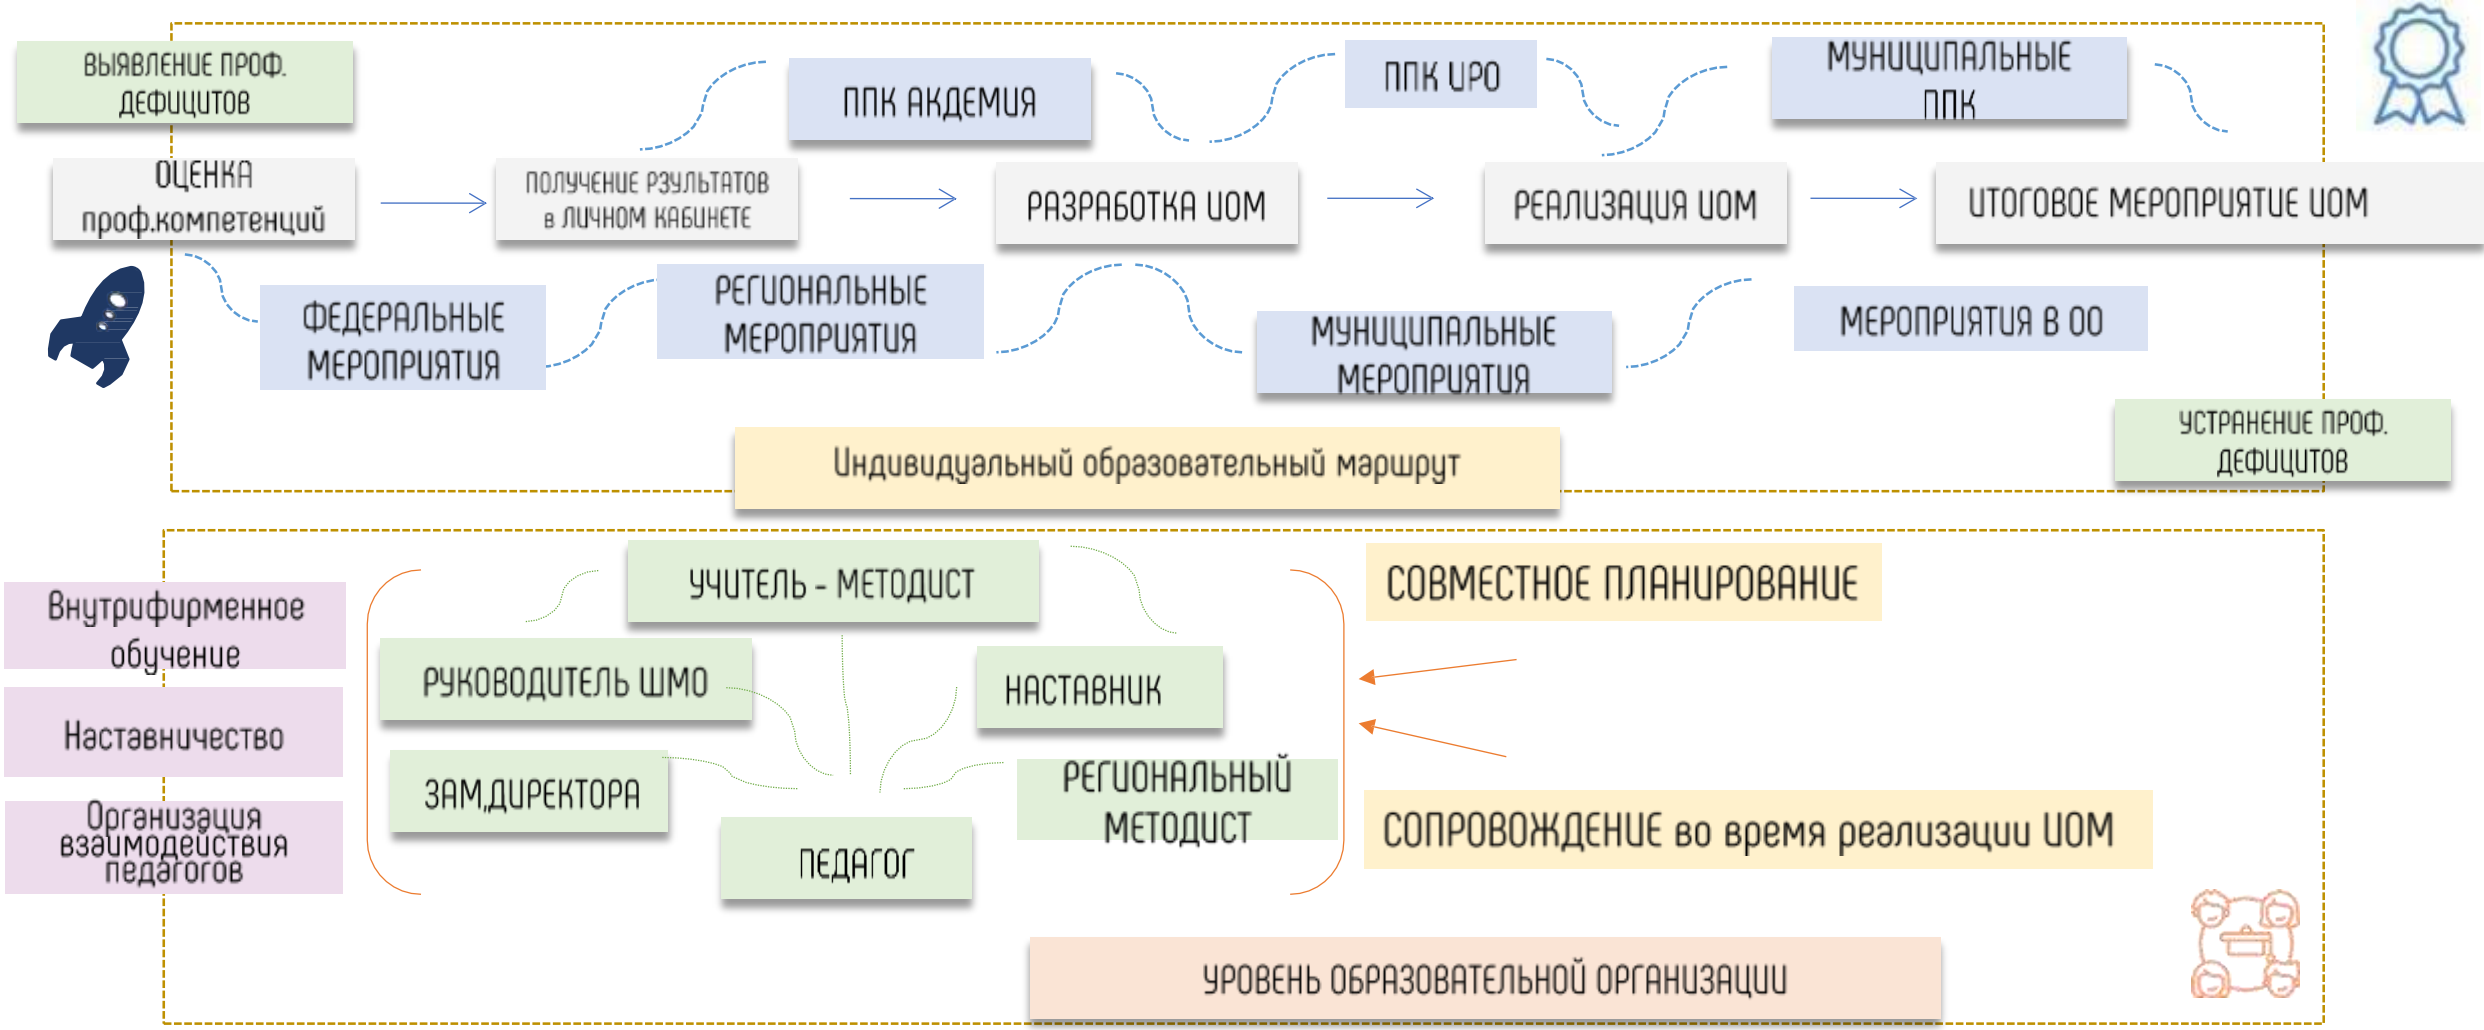 ВЫЯВЛЕНИЕ ПРОФ.
ДЕФИЦИТОВ
ППК АКДЕМИЯ
ППК ИРО
МУНИЦИПАЛЬНЫЕ
ППК
ОЦЕНКА
проф.компетенций
ПОЛУЧЕНИЕ РЗУЛЬТАТОВ
в ЛИЧНОМ КАБИНЕТЕ
РАЗРАБОТКА ИОМ
РЕАЛИЗАЦИЯ ИОМ
ИТОГОВОЕ МЕРОПРИЯТИЕ ИОМ
ФЕДЕРАЛЬНЫЕ
МЕРОПРИЯТИЯ
РЕГИОНАЛЬНЫЕ
МЕРОПРИЯТИЯ
МУНИЦИПАЛЬНЫЕ
МЕРОПРИЯТИЯ
МЕРОПРИЯТИЯ В ОО
УСТРАНЕНИЕ ПРОФ.
ДЕФИЦИТОВ
Индивидуальный образовательный маршрут
Внутрифирменное
обучение
Наставничество
Организация
взаимодействия
педагогов
УЧИТЕЛЬ - МЕТОДИСТ
РУКОВОДИТЕЛЬ ШМО
НАСТАВНИК
ЗАМ,ДИРЕКТОРА
РЕГИОНАЛЬНЫЙ
МЕТОДИСТ
ПЕДАГОГ
СОВМЕСТНОЕ ПЛАНИРОВАНИЕ
СОПРОВОЖДЕНИЕ во время реализации ИОМ
УРОВЕНЬ ОБРАЗОВАТЕЛЬНОЙ ОРГАНИЗАЦИИ